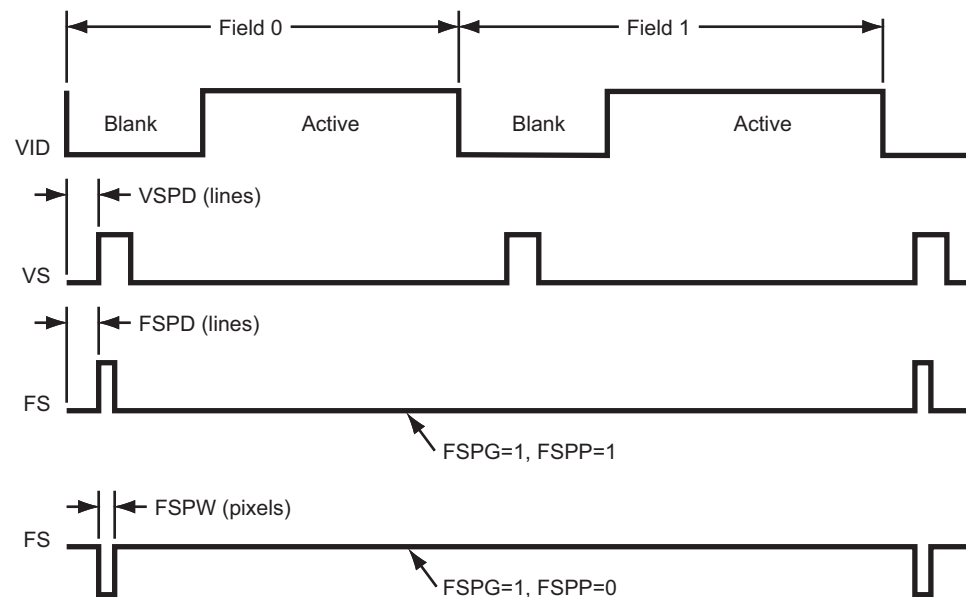 Field 0
Field 1
Blank
Active
Blank
Active
VID
VSPD (lines)
VS
FSPD (lines)
FS
FSPG=1, FSPP=1
FSPW (pixels)
FS
FSPG=1, FSPP=0